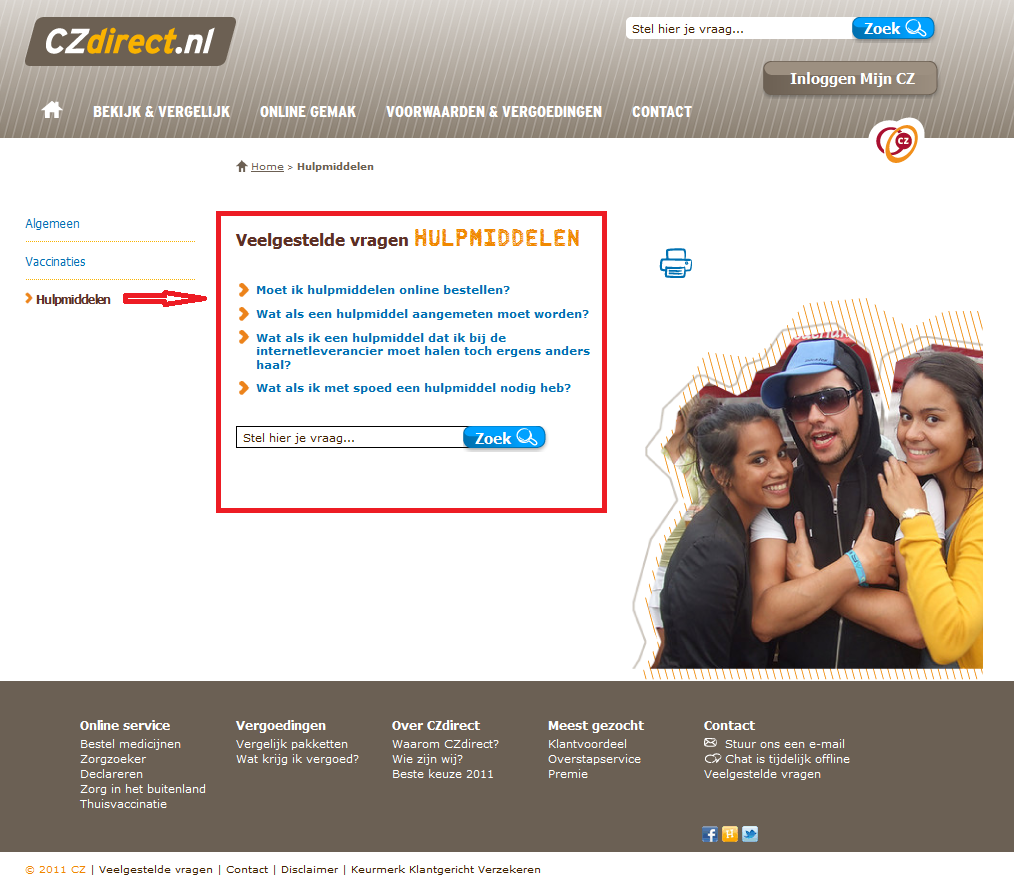 CZdirect.nl
Stel hier je vraag...
Zoek
Inloggen Mijn CZ
BEKIJK & VERGELIJK
ONLINE GEMAK
VOORWAARDEN & VERGOEDINGEN
CONTACT
CZ
Home > Hulpmiddelen
Algemeen
Vaccinaties
Hulpmiddelen
Veelgestelde vragen HULPMIDDELEN
Moet ik hulpmiddelen online bestellen?
Wat als een hulpmiddel aangemeten moet worden?
Wat als ik een hulpmiddel dat ik bij de
internetleverancier moet halen toch ergens anders
haal?
Wat als ik met spoed een hulpmiddel nodig heb?
Stel hier je vraag...
Zoek
Online service
Bestel medicijnen
Zorgzoeker
Declareren
Zorg in het buitenland
Thuisvaccinatie
Vergoedingen
Vergelijk pakketten
Wat krijg ik vergoed?
Over CZdirect
Waarom CZdirect?
Wie zijn wij?
Beste keuze 2011
Meest gezocht
Klantvoordeel
Overstapservice
Premie
Contact
Stuur ons een e-mail
Chat is tijdelijk offline
Veelgestelde vragen
© 2011 CZ | Veelgestelde vragen | Contact | Disclaimer | Keurmerk Klantgericht Verzekeren